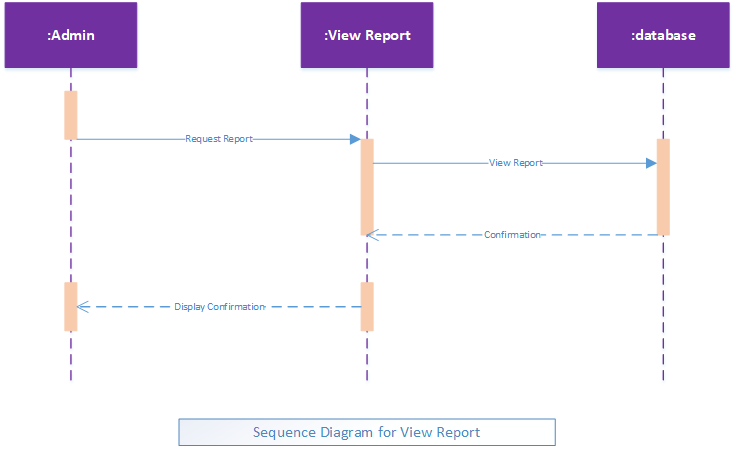 :Admin
:View Report
:database
Request Report
View Report
Confirmation
Display Confirmation
Sequence Diagram for View Report